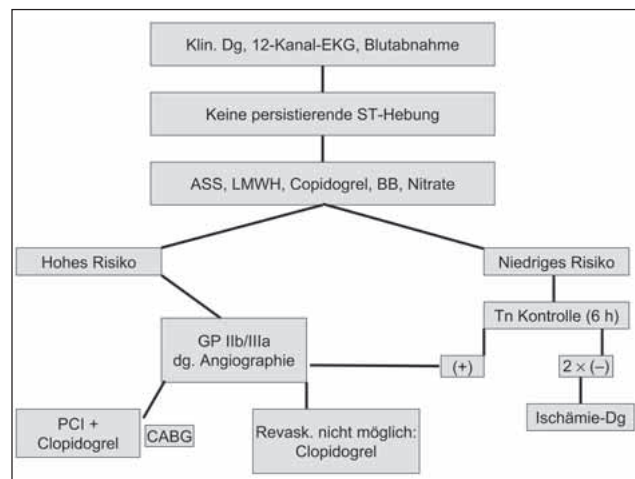 Klin. Dg, 12-Kanal-EKG, Blutabnahme
Keine persistierende ST-Hebung
ASS, LMWH, Copidogrel, BB, Nitrate
Hohes Risiko
Niedriges Risiko
Tn Kontrolle (6 h)
GP IIb/IIIa
dg. Angiographie
(+)
2 × (–)
Ischämie-Dg
PCI +
Clopidogrel
CABG
Revask. nicht möglich:
Clopidogrel